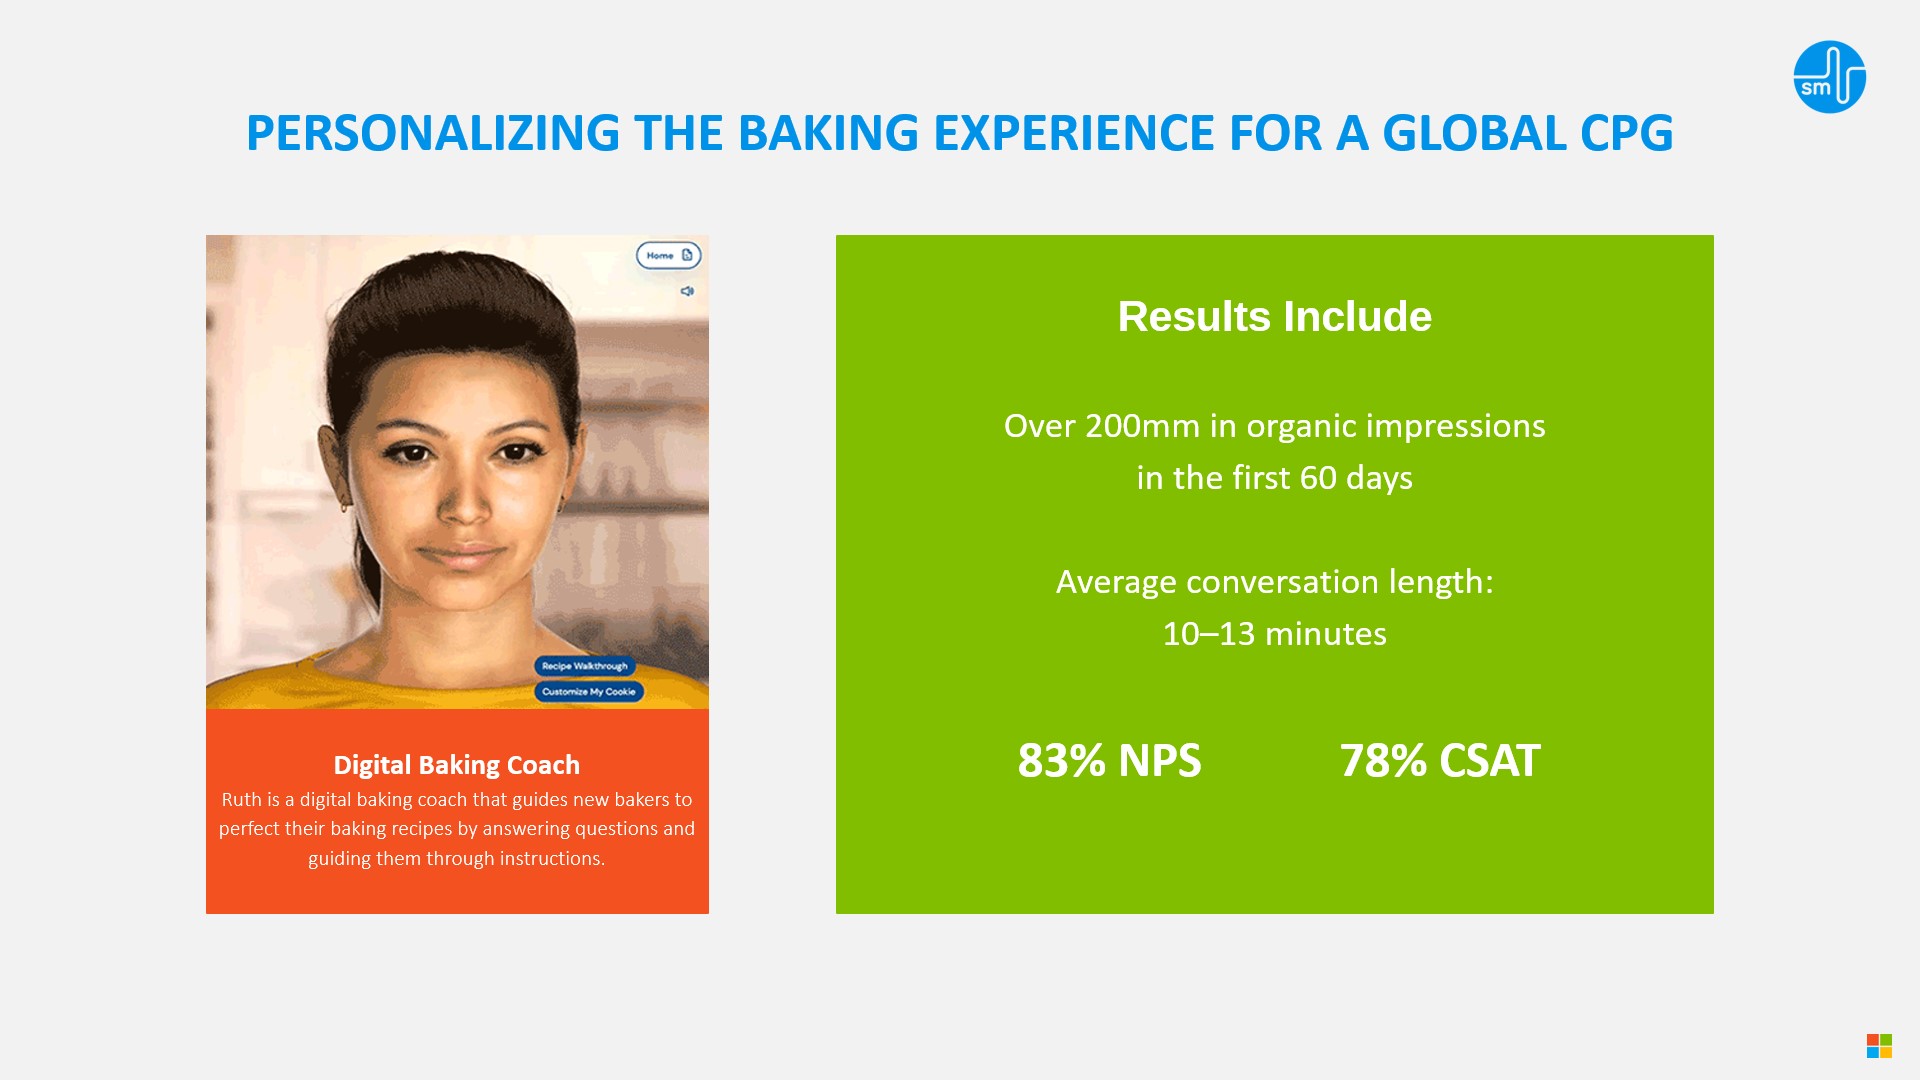 sm
PERSONALIZING THE BAKING EXPERIENCE FOR A GLOBAL CPG
Home
Recipe Walkthrough
Customize My Cookie
Digital Baking Coach
Ruth is a digital baking coach that guides new bakers to
perfect their baking recipes by answering questions and
guiding them through instructions.
Results Include
Over 200mm in organic impressions
in the first 60 days
Average conversation length:
10–13 minutes
83% NPS
78% CSAT